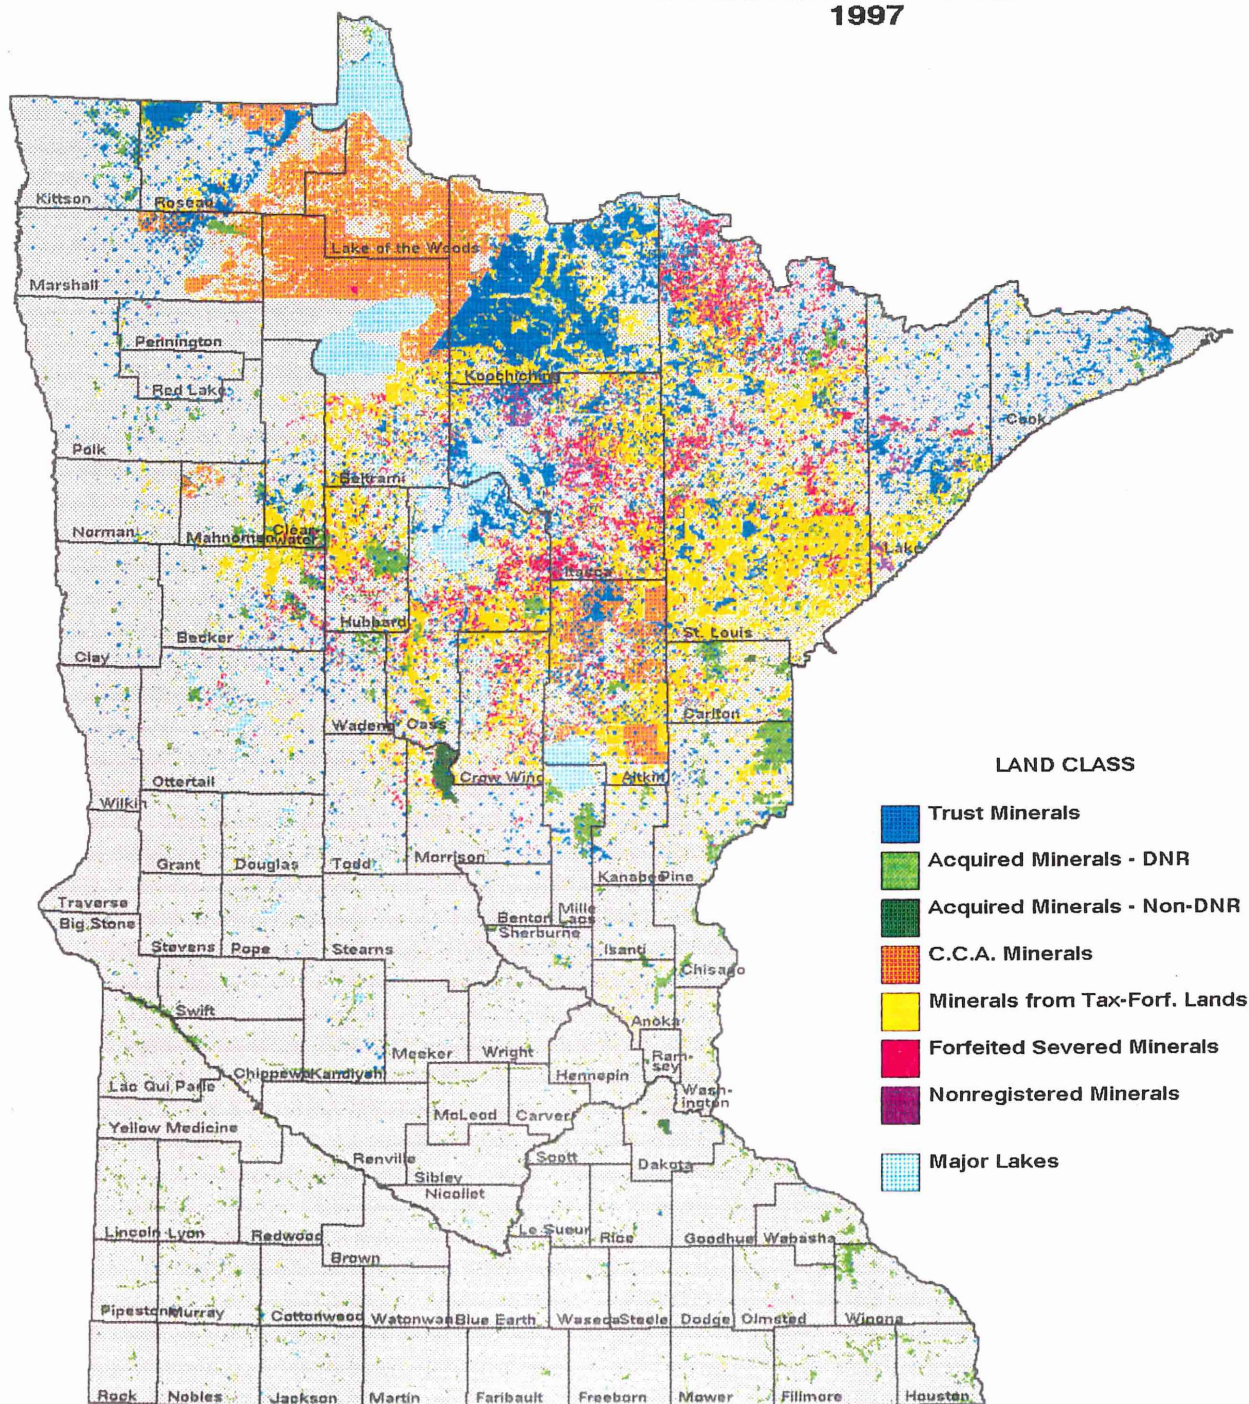 1997
Kittson
Roseau
Lake of the Woods
Marshall
Pennington
Koochiching
Red Lake
Cook
Polk
Beltrami
Norman
Mahnomen
Clear-
water
Lake
Itasca
Hubbard
Becker
St. Louis
Clay
Wadena
Cass
Carlton
Ottertail
Crow Wing
Aitkin
Wilkin
Grant
Douglas
Todd
Morrison
Kanabec
Pine
Traverse
Big Stone
Benton
Mille
Lacs
Sherburne
Stevens
Pope
Stearns
Isanti
Chisago
Swift
Anoka
Meeker
Wright
Ram-
sey
Lac Qui Parle
Chippewa
Kandiyohi
Hennepin
Wash-
ington
McLeod
Carver
Yellow Medicine
Renville
Scott
Dakota
Sibley
Nicollet
Lincoln
Lyon
Redwood
Le Sueur
Rice
Goodhue
Wabasha
Brown
Pipestone
Murray
Cottonwood
Watonwan
Blue Earth
Waseca
Steele
Dodge
Olmsted
Winona
Rock
Nobles
Jackson
Martin
Faribault
Freeborn
Mower
Fillmore
Houston
LAND CLASS
Trust Minerals
Acquired Minerals - DNR
Acquired Minerals - Non-DNR
C.C.A. Minerals
Minerals from Tax-Forf. Lands
Forfeited Severed Minerals
Nonregistered Minerals
Major Lakes